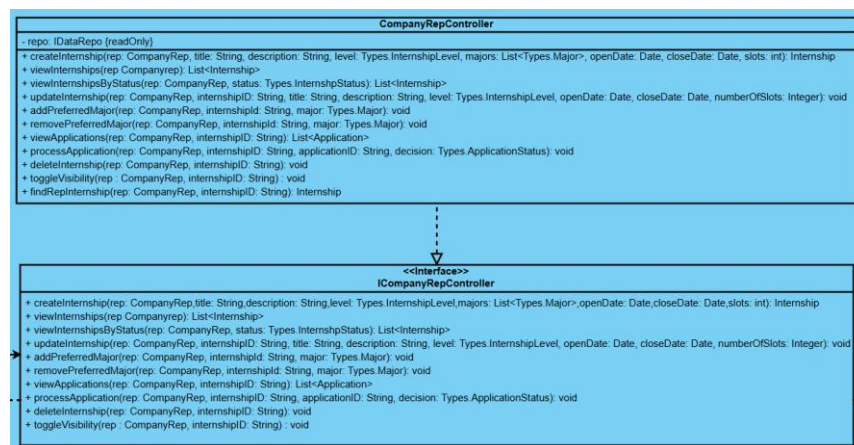 CompanyRepController
- repo: IDataRepo {readOnly}
+ createInternship(rep: CompanyRep, title: String, description: String, level: Types.InternshipLevel, majors: List<Types.Major>, openDate: Date, closeDate: Date, slots: int): Internship
+ viewInternships(rep Companyrep): List<Internship>
+ viewInternshipsByStatus(rep: CompanyRep, status: Types.InternshpStatus): List<Internship>
+ updateInternship(rep: CompanyRep, internshipID: String, title: String, description: String, level: Types.InternshipLevel, openDate: Date, closeDate: Date, numberOfSlots: Integer): void
+ addPreferredMajor(rep: CompanyRep, internshipId: String, major: Types.Major): void
+ removePreferredMajor(rep: CompanyRep, internshipId: String, major: Types.Major): void
+ viewApplications(rep: CompanyRep, internshipID: String): List<Application>
+ processApplication(rep: CompanyRep, internshipID: String, applicationID: String, decision: Types.ApplicationStatus): void
+ deleteInternship(rep: CompanyRep, internshipID: String): void
+ toggleVisibility(rep : CompanyRep, internshipID: String) : void
+ findRepInternship(rep: CompanyRep, internshipID: String): Internship
<<Interface>>
ICompanyRepController
+ createInternship(rep: CompanyRep,title: String,description: String,level: Types.InternshipLevel,majors: List<Types.Major>,openDate: Date,closeDate: Date,slots: int): Internship
+ viewInternships(rep Companyrep): List<Internship>
+ viewInternshipsByStatus(rep: CompanyRep, status: Types.InternshpStatus): List<Internship>
+ updateInternship(rep: CompanyRep, internshipID: String, title: String, description: String, level: Types.InternshipLevel, openDate: Date, closeDate: Date, numberOfSlots: Integer): void
+ addPreferredMajor(rep: CompanyRep, internshipId: String, major: Types.Major): void
+ removePreferredMajor(rep: CompanyRep, internshipId: String, major: Types.Major): void
+ viewApplications(rep: CompanyRep, internshipID: String): List<Application>
+ processApplication(rep: CompanyRep, internshipID: String, applicationID: String, decision: Types.ApplicationStatus): void
+ deleteInternship(rep: CompanyRep, internshipID: String): void
+ toggleVisibility(rep : CompanyRep, internshipID: String) : void